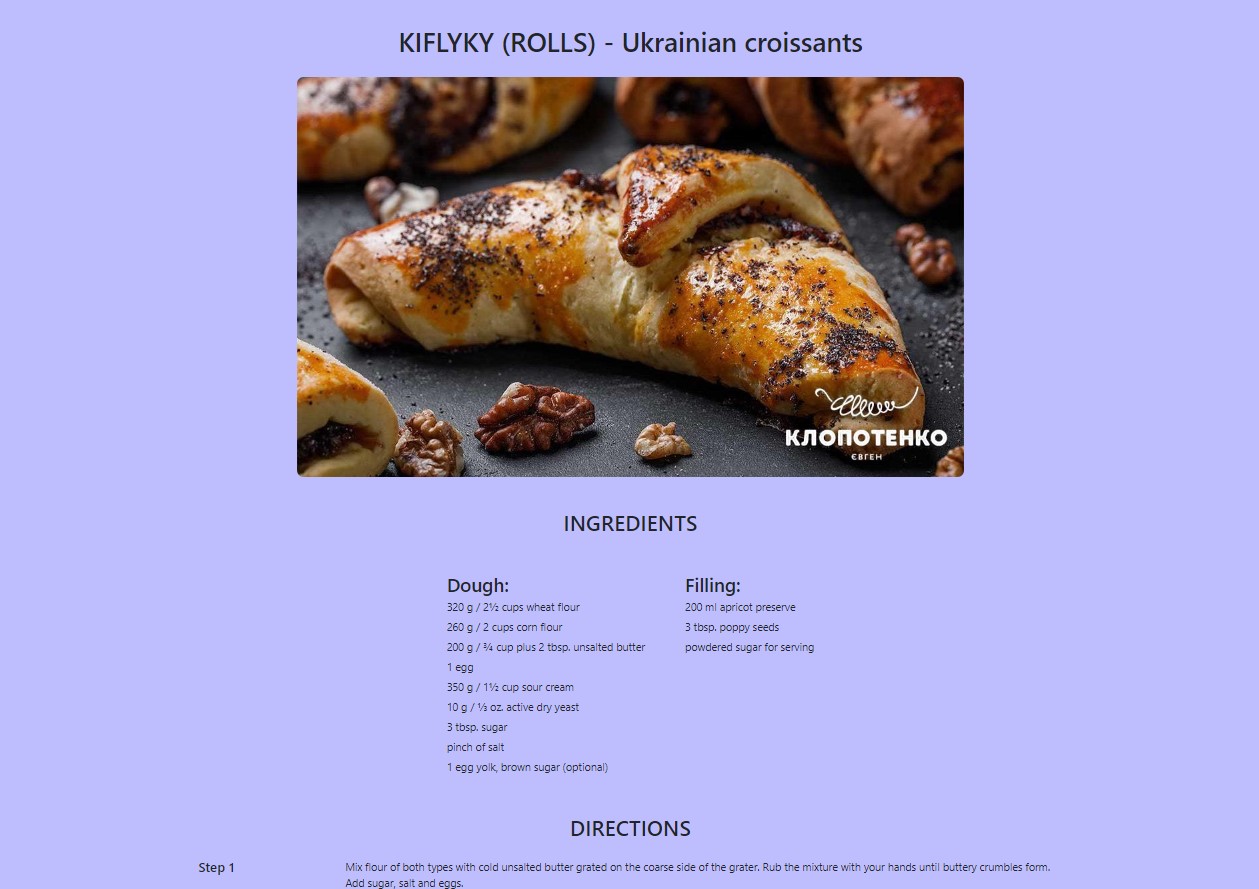 KIFLYKY (ROLLS) - Ukrainian croissants
КЛОПОТЕНКО
ЄВГЕН
INGREDIENTS
Dough:
320 g / 2½ cups wheat flour
260 g / 2 cups corn flour
200 g / ¾ cup plus 2 tbsp. unsalted butter
1 egg
350 g / 1½ cup sour cream
10 g / ⅓ oz. active dry yeast
3 tbsp. sugar
pinch of salt
1 egg yolk, brown sugar (optional)
Filling:
200 ml apricot preserve
3 tbsp. poppy seeds
powdered sugar for serving
DIRECTIONS
Step 1
Mix flour of both types with cold unsalted butter grated on the coarse side of the grater. Rub the mixture with your hands until buttery crumbles form.
Add sugar, salt and eggs.